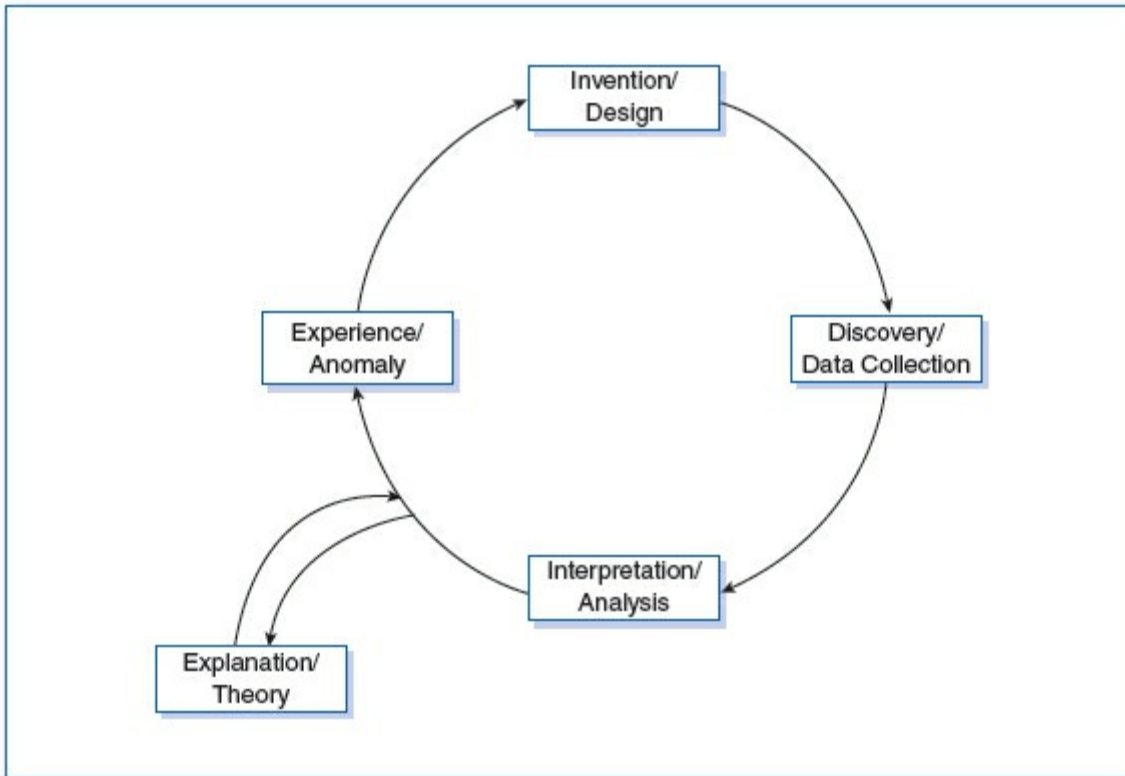 Invention/
Design
Experience/
Anomaly
Discovery/
Data Collection
Interpretation/
Analysis
Explanation/
Theory